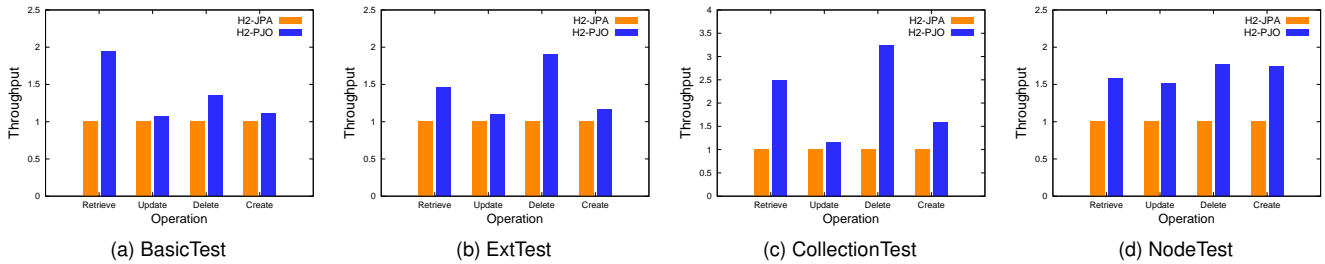 2.5
2
1.5
1
0.5
0
Throughput
H2-JPA
H2-PJO
Retrieve Update Delete Create
Operation
(a) BasicTest
2.5
2
1.5
1
0.5
0
Throughput
H2-JPA
H2-PJO
Retrieve Update Delete Create
Operation
(b) ExtTest
4
3.5
3
2.5
2
1.5
1
0.5
0
Throughput
H2-JPA
H2-PJO
Retrieve Update Delete Create
Operation
(c) CollectionTest
2.5
2
1.5
1
0.5
0
Throughput
H2-JPA
H2-PJO
Retrieve Update Delete Create
Operation
(d) NodeTest